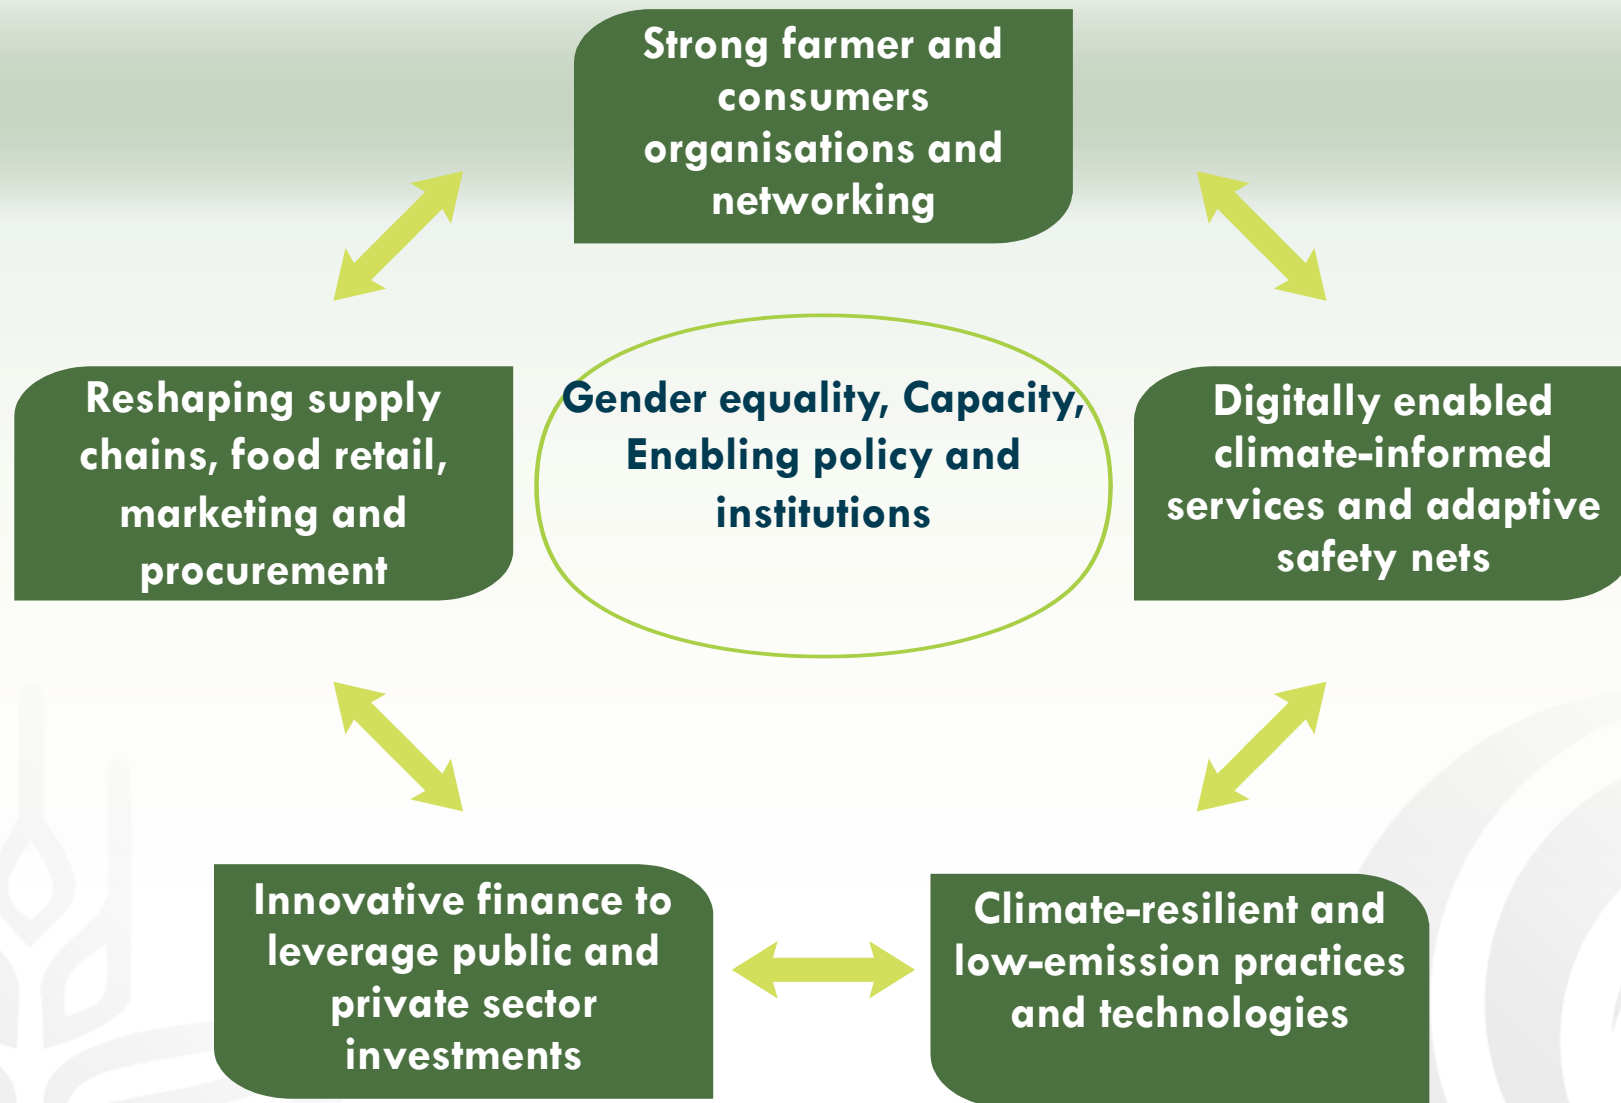 Strong farmer and
consumers
organisations and
networking
Reshaping supply
chains, food retail,
marketing and
procurement
Gender equality, Capacity,
Enabling policy and
institutions
Digitally enabled
climate-informed
services and adaptive
safety nets
Innovative finance to
leverage public and
private sector
investments
Climate-resilient and
low-emission practices
and technologies